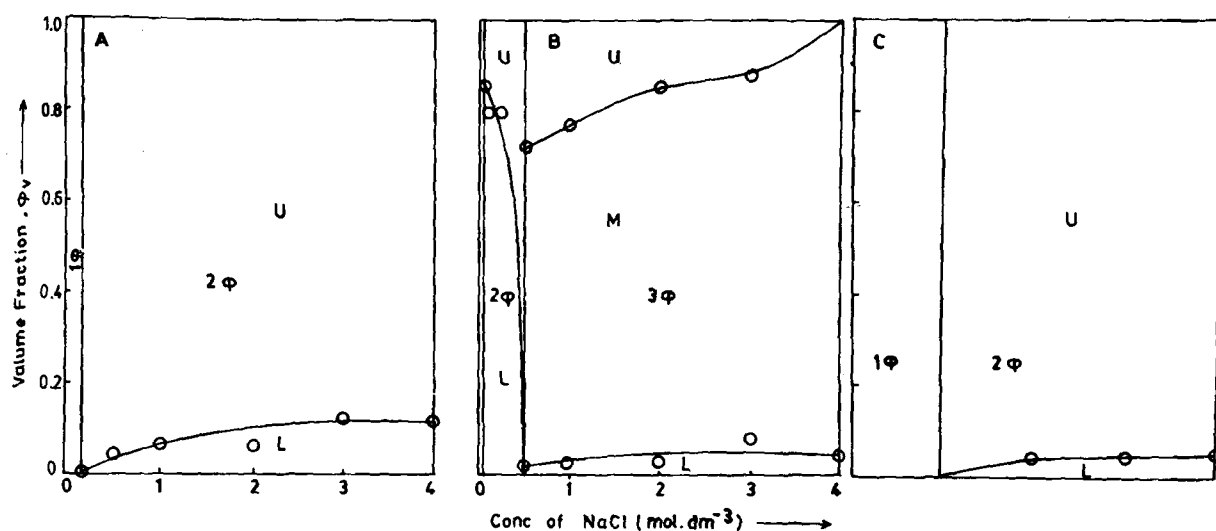 1.0
A
U
B
U
C
0.8
Valume Fraction . φv
U
M
U
0.6
1φ
2φ
2φ
3φ
0.4
1φ
2φ
0.2
L
L
L
L
0
0 1 2 3 4
0 1 2 3 4
Conc of NaCl (mol. dm⁻³)